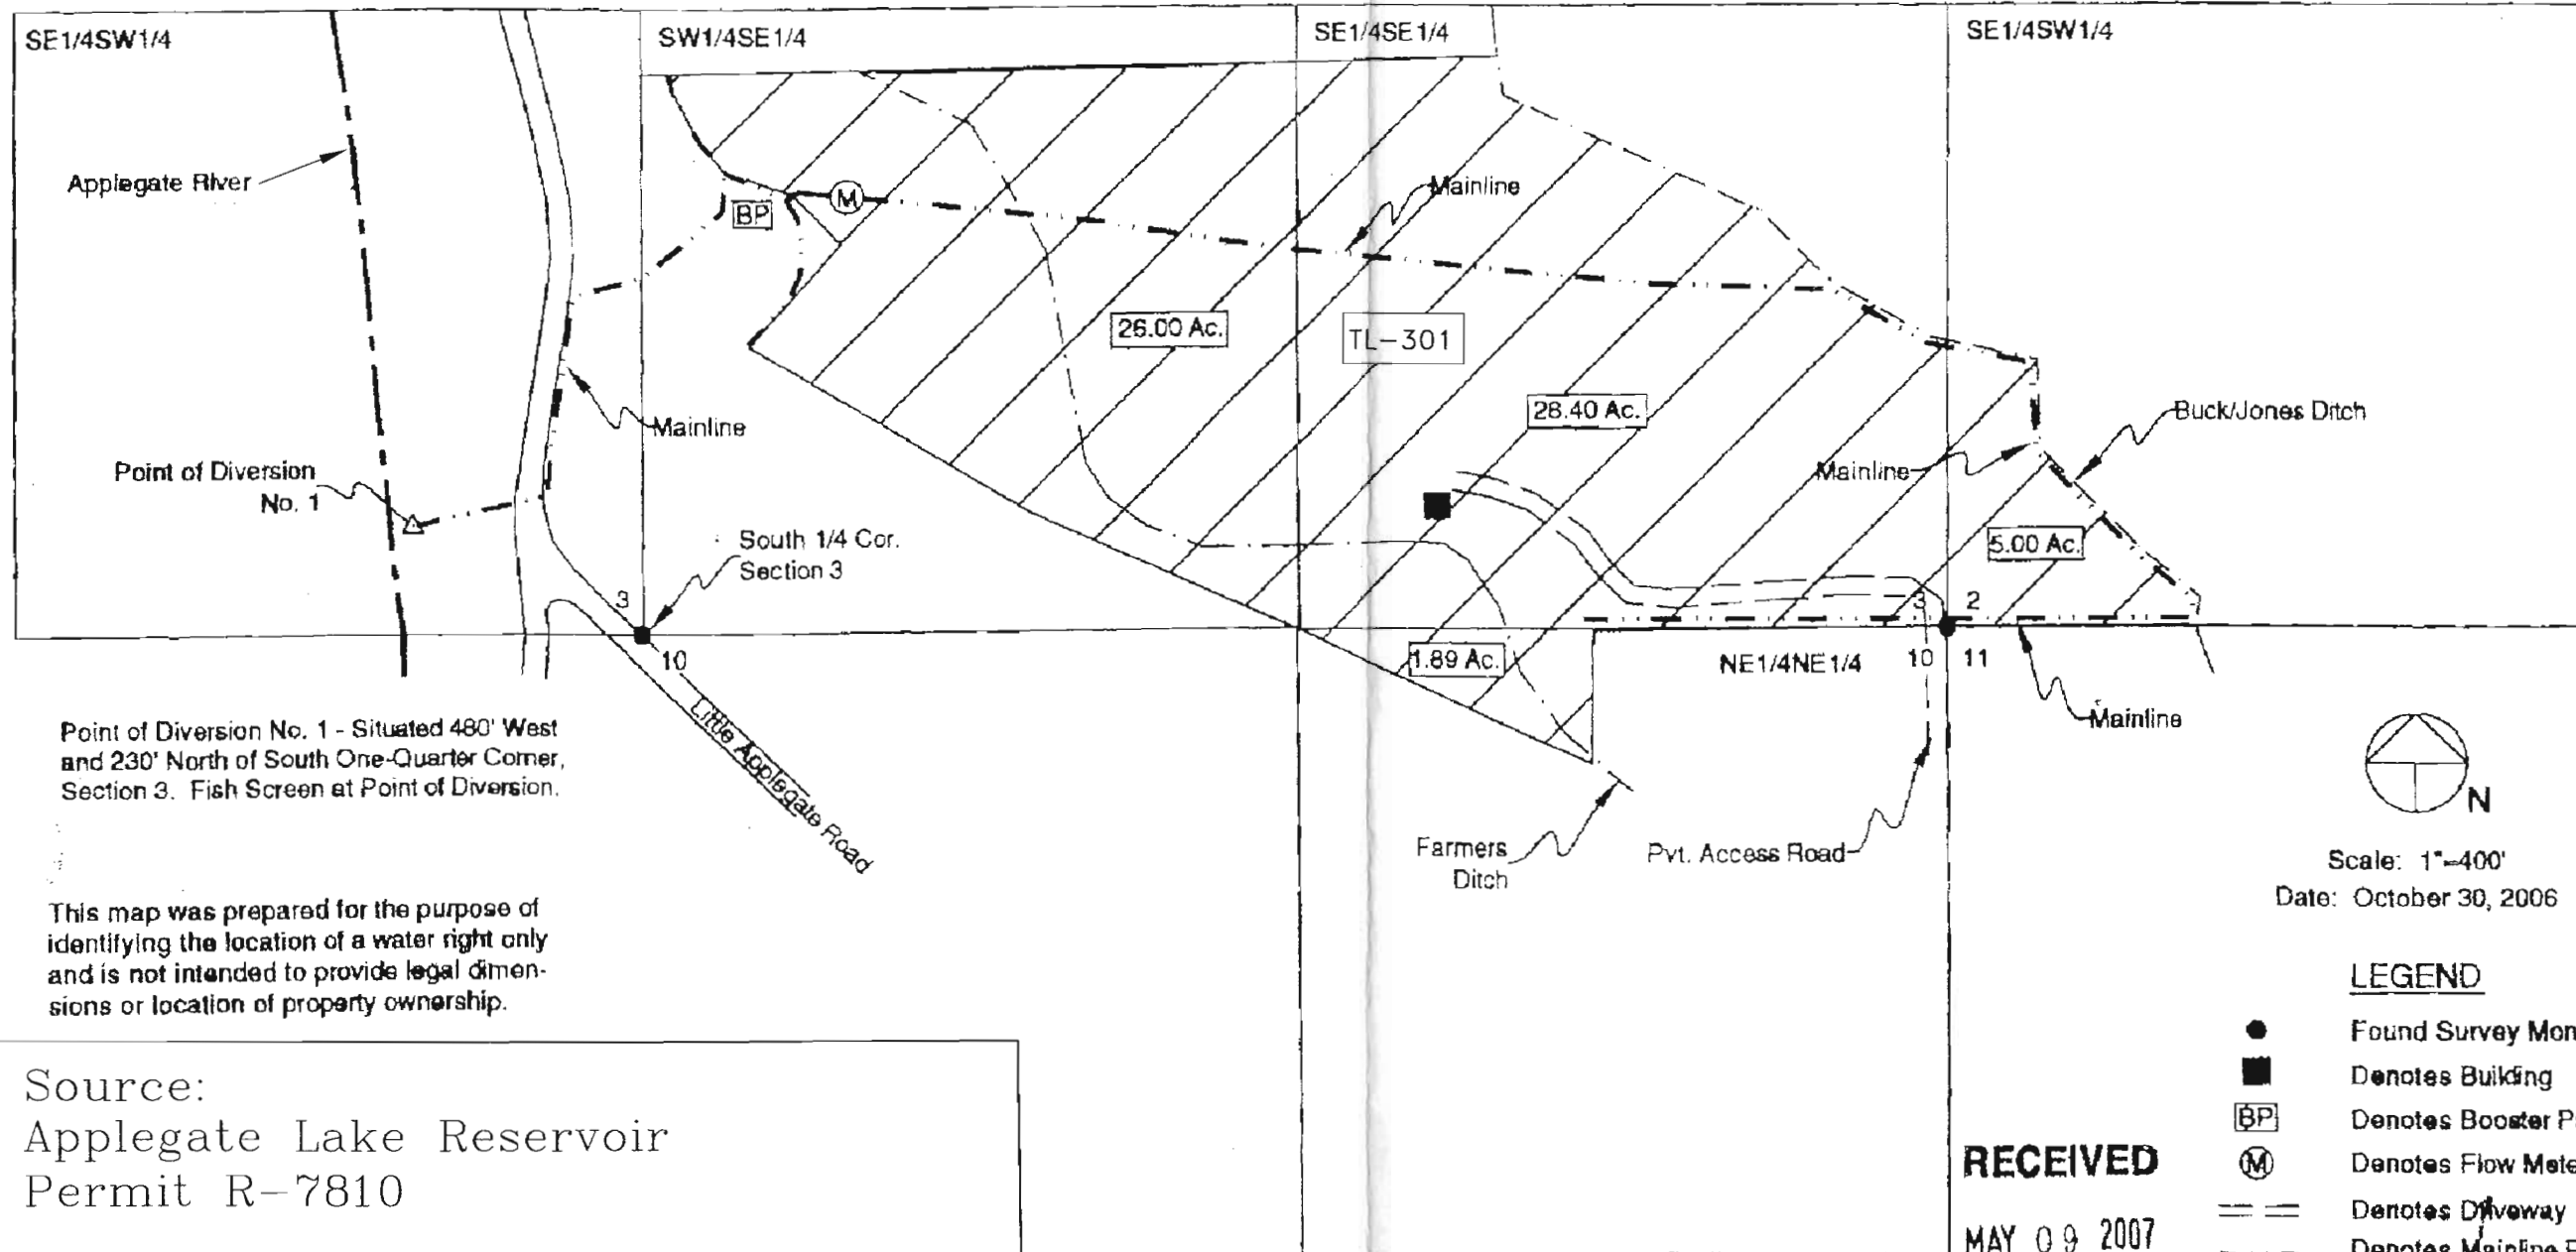 SE1/4SW1/4
SW1/4SE1/4
SE1/4SE1/4
SE1/4SW1/4
Applegate River
BP
M
Mainline
26.00 Ac.
TL-301
28.40 Ac.
Buck/Jones Ditch
Mainline
Mainline
Point of Diversion
No. 1
South 1/4 Cor.
Section 3
5.00 Ac.
3
3
2
10
1.89 Ac.
NE1/4NE1/4
10
11
Mainline
Little Applegate Road
Point of Diversion No. 1 - Situated 480' West
and 230' North of South One-Quarter Corner,
Section 3. Fish Screen at Point of Diversion.
Farmers
Ditch
Pvt. Access Road
N
Scale: 1"=400'
Date: October 30, 2006
This map was prepared for the purpose of
identifying the location of a water right only
and is not intended to provide legal dimen-
sions or location of property ownership.
LEGEND
Found Survey Mon
Denotes Building
BP Denotes Booster P
M Denotes Flow Mete
Denotes Driveway
Denotes Mainline P
Source:
Applegate Lake Reservoir
Permit R-7810
RECEIVED
MAY 09 2007